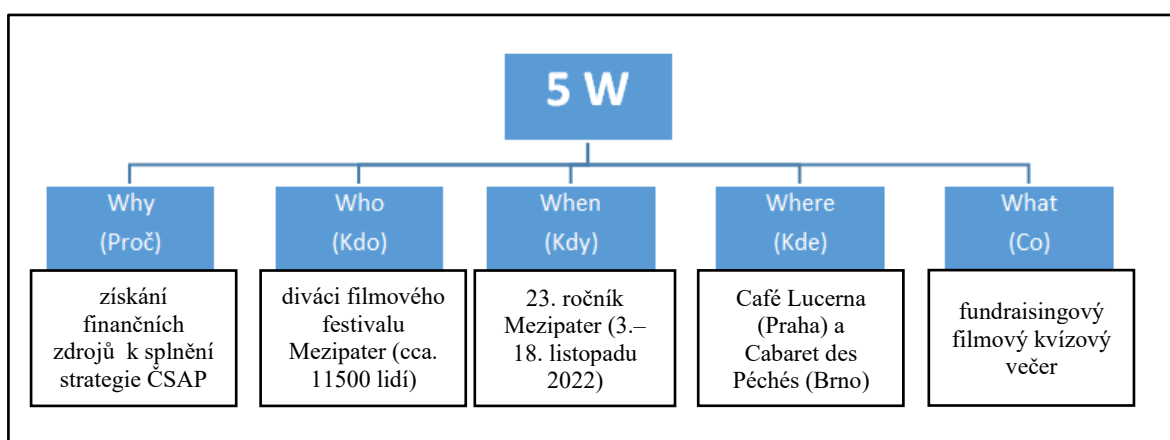 5 W
Why
(Proč)
získání
finančních
zdrojů k splnění
strategie ČSAP
Who
(Kdo)
diváci filmového
festivalu
Mezipater (cca.
11500 lidí)
When
(Kdy)
23. ročník
Mezipater (3.–
18. listopadu
2022)
Where
(Kde)
Café Lucerna
(Praha) a
Cabaret des
Péchés (Brno)
What
(Co)
fundraisingový
filmový kvízový
večer